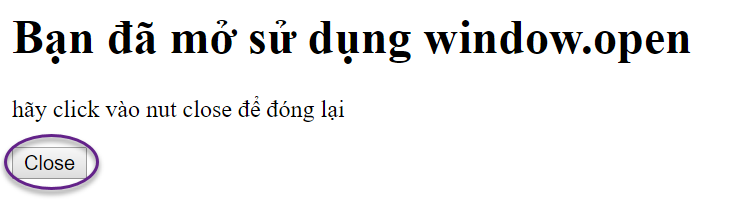 Bạn đã mở sử dụng window.open
hãy click vào nut close để đóng lại
Close